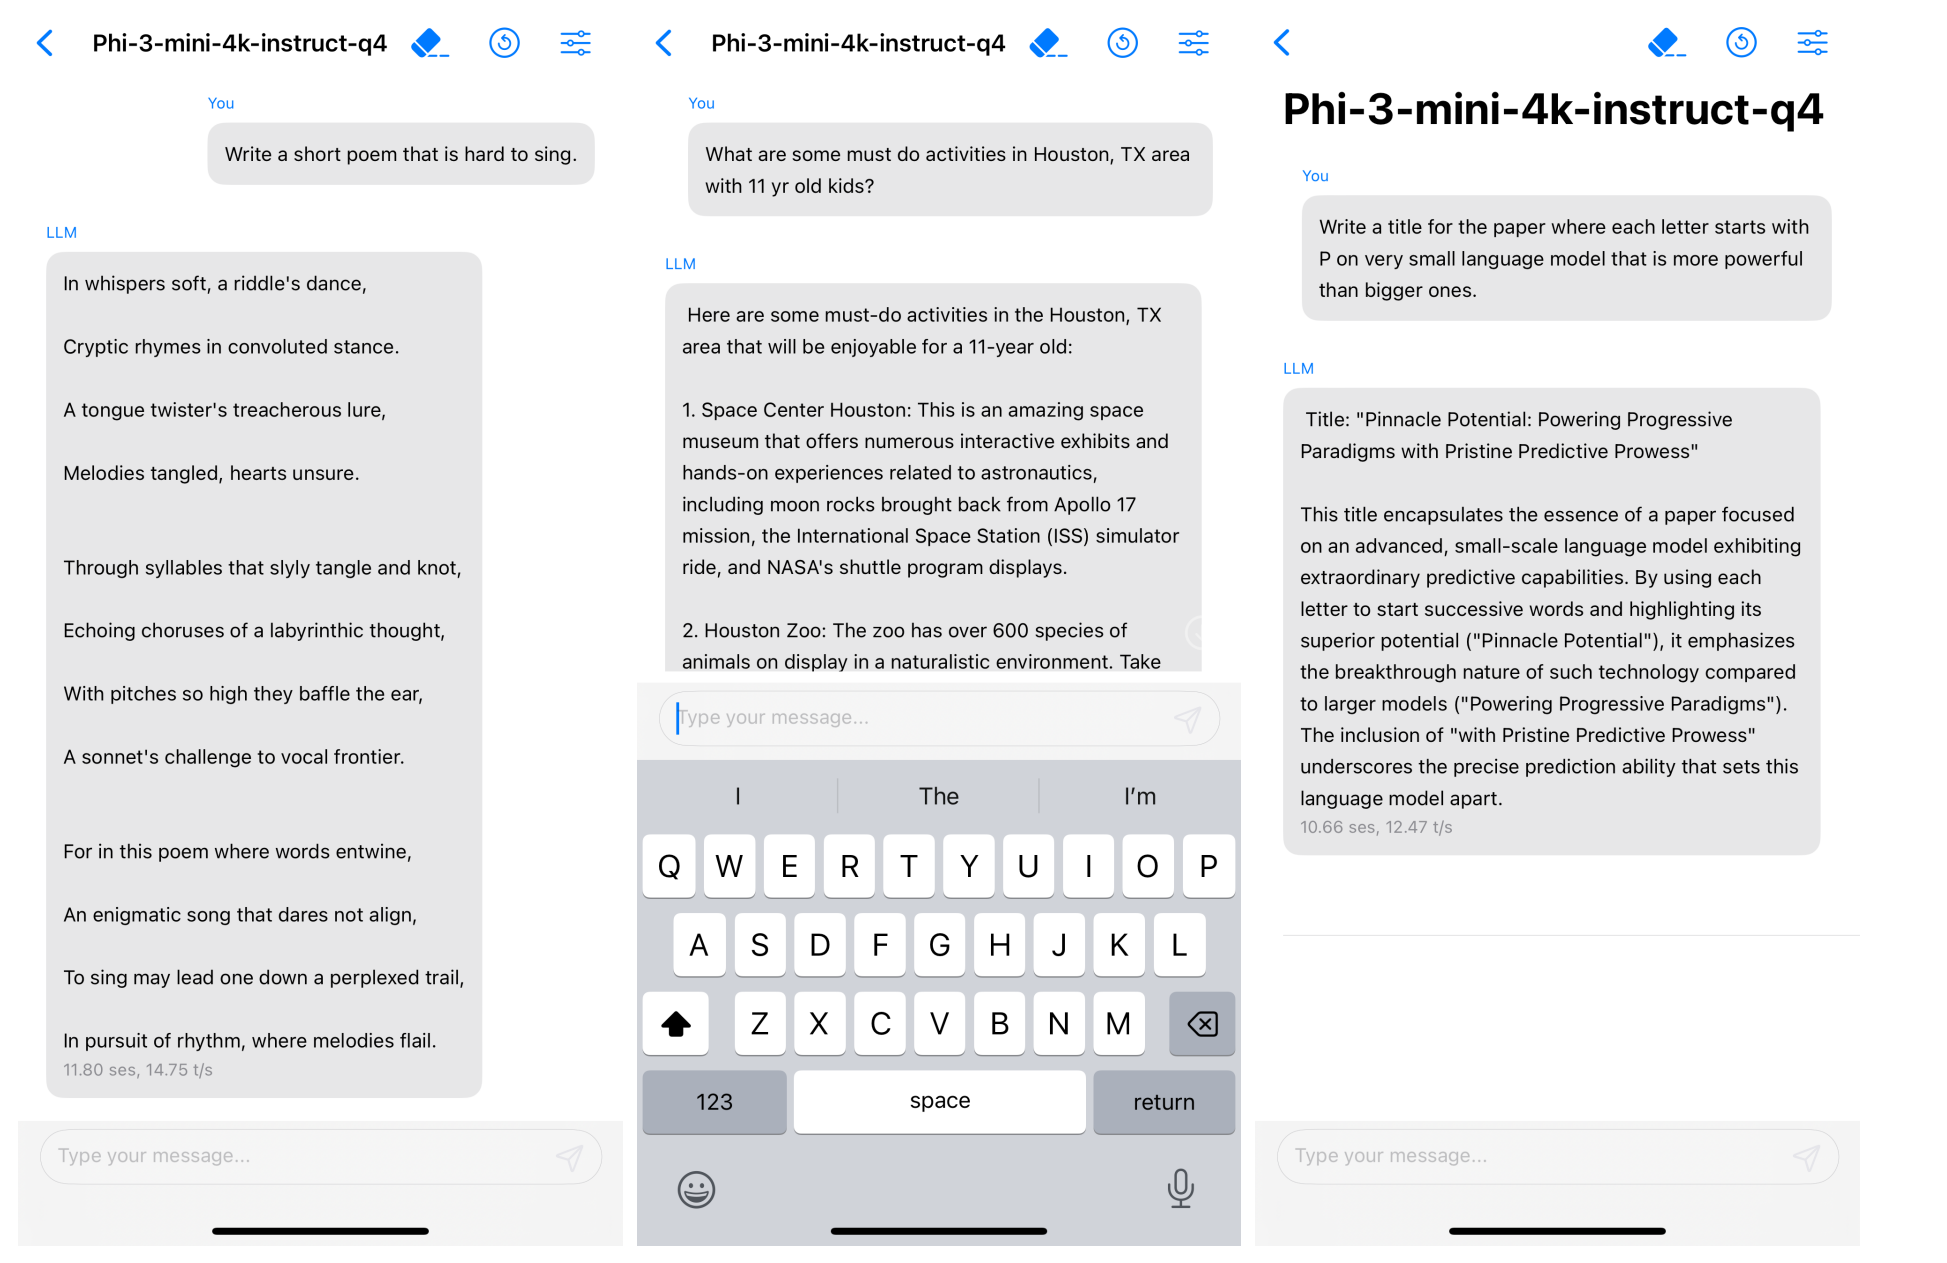 Phi-3-mini-4k-instruct-q4
You
Write a short poem that is hard to sing.
LLM
In whispers soft, a riddle's dance,
Cryptic rhymes in convoluted stance.
A tongue twister's treacherous lure,
Melodies tangled, hearts unsure.
Through syllables that slyly tangle and knot,
Echoing choruses of a labyrinthic thought,
With pitches so high they baffle the ear,
A sonnet's challenge to vocal frontier.
For in this poem where words entwine,
An enigmatic song that dares not align,
To sing may lead one down a perplexed trail,
In pursuit of rhythm, where melodies flail.
11.80 ses, 14.75 t/s
Type your message...
Phi-3-mini-4k-instruct-q4
You
What are some must do activities in Houston, TX area
with 11 yr old kids?
LLM
Here are some must-do activities in the Houston, TX
area that will be enjoyable for a 11-year old:
1. Space Center Houston: This is an amazing space
museum that offers numerous interactive exhibits and
hands-on experiences related to astronautics,
including moon rocks brought back from Apollo 17
mission, the International Space Station (ISS) simulator
ride, and NASA's shuttle program displays.
2. Houston Zoo: The zoo has over 600 species of
animals on display in a naturalistic environment. Take
Type your message...
I The I'm
Q W E R T Y U I O P
A S D F G H J K L
Z X C V B N M
123 space return
Phi-3-mini-4k-instruct-q4
You
Write a title for the paper where each letter starts with
P on very small language model that is more powerful
than bigger ones.
LLM
Title: "Pinnacle Potential: Powering Progressive
Paradigms with Pristine Predictive Prowess"
This title encapsulates the essence of a paper focused
on an advanced, small-scale language model exhibiting
extraordinary predictive capabilities. By using each
letter to start successive words and highlighting its
superior potential ("Pinnacle Potential"), it emphasizes
the breakthrough nature of such technology compared
to larger models ("Powering Progressive Paradigms").
The inclusion of "with Pristine Predictive Prowess"
underscores the precise prediction ability that sets this
language model apart.
10.66 ses, 12.47 t/s
Type your message...